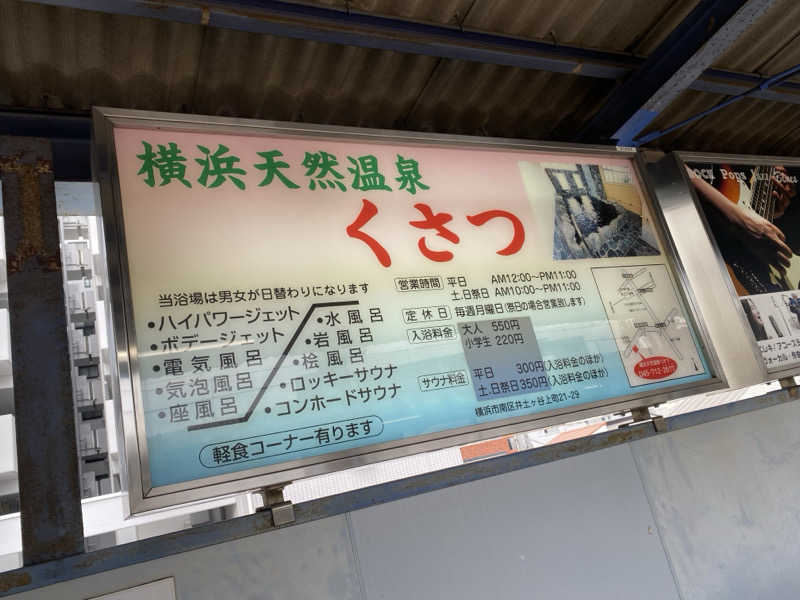 横浜天然温泉
くさつ
当浴場は男女が日替わりになります
・ハイパワージェット
・ボデージェット
・電気風呂
・気泡風呂
・座風呂
・水風呂
・岩風呂
・桧風呂
・ロッキーサウナ
・コンホードサウナ
軽食コーナー有ります
営業時間 平日 AM12:00〜PM11:00
土.日祭日 AM10:00〜PM11:00
定休日 毎週月曜日(祭日の場合営業致します)
入浴料金 大人 550円
小学生 220円
サウナ料金 平日 300円(入浴料金のほか)
土.日祭日350円(入浴料金のほか)
横浜市南区井土ヶ谷上町21-29
ROCK Pops